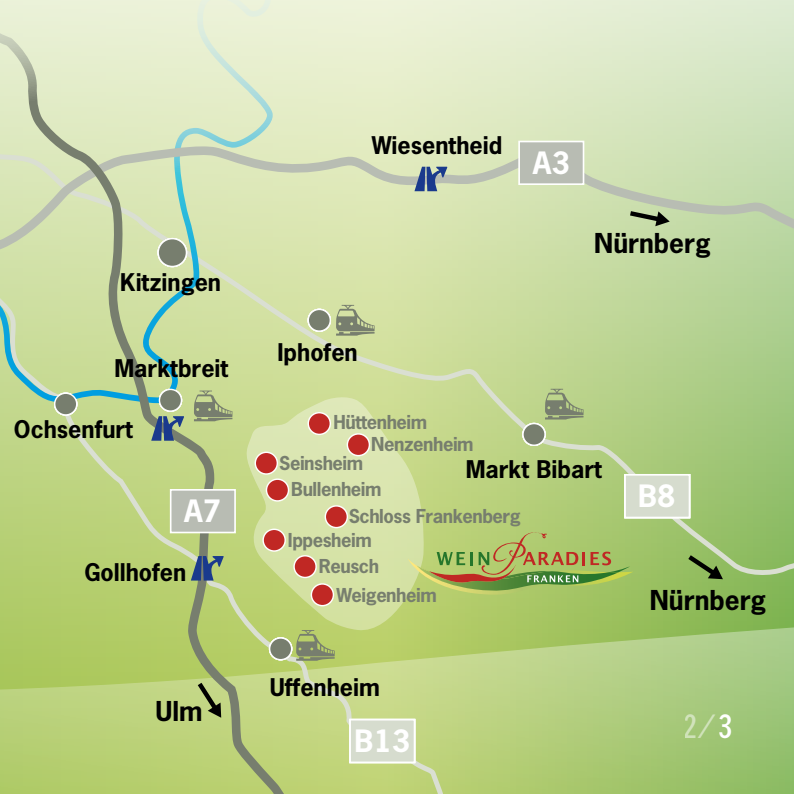 Wiesentheid
A3
Nürnberg
Kitzingen
Iphofen
Marktbreit
Ochsenfurt
Hüttenheim
Nenzenheim
Seinsheim
Markt Bibart
Bullenheim
B8
A7
Schloss Frankenberg
Ippesheim
WEINPARADIES
FRANKEN
Gollhofen
Reusch
Weigenheim
Nürnberg
Uffenheim
Ulm
2/3
B13